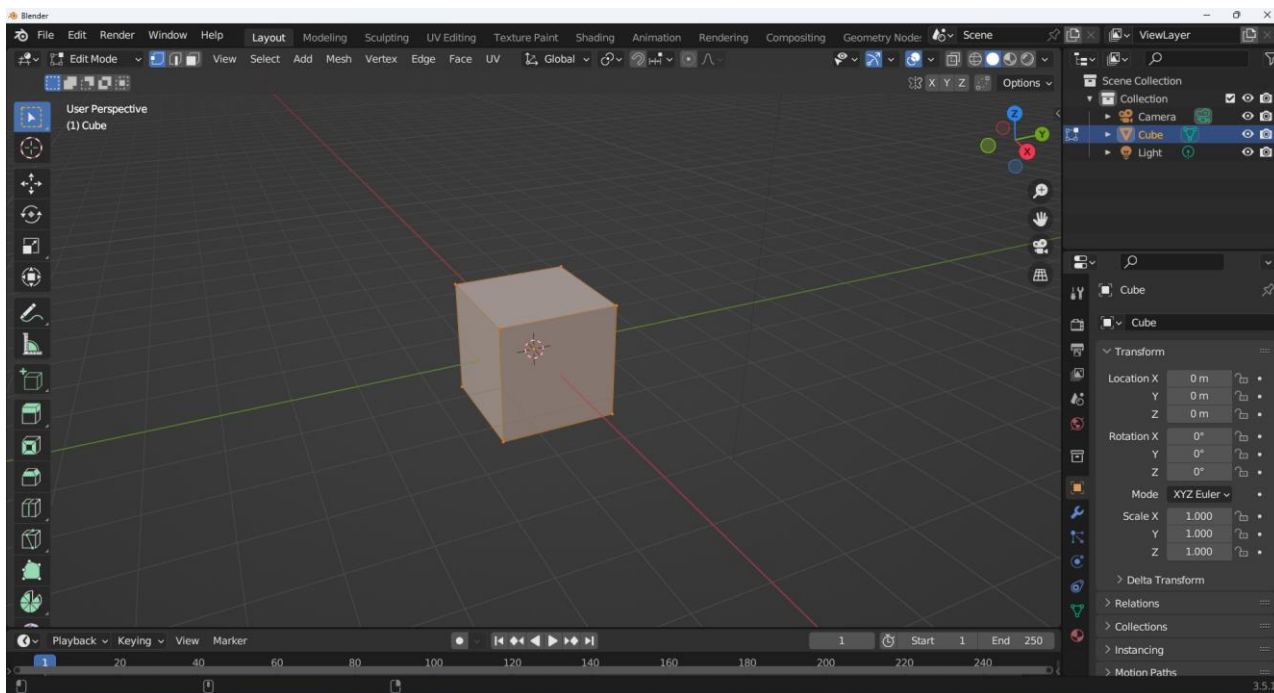 Blender
File Edit Render Window Help Layout Modeling Sculpting UV Editing Texture Paint Shading Animation Rendering Compositing Geometry Node Scene ViewLayer
Edit Mode View Select Add Mesh Vertex Edge Face UV Global
X Y Z Options
User Perspective
(1) Cube
Z
Y
X
Scene Collection
Collection
Camera
Cube
Light
Cube
Cube
Transform
Location X 0 m
Y 0 m
Z 0 m
Rotation X 0°
Y 0°
Z 0°
Mode XYZ Euler
Scale X 1.000
Y 1.000
Z 1.000
Delta Transform
Relations
Collections
Instancing
Motion Paths
Playback Keying View Marker 1 Start 1 End 250
1 20 40 60 80 100 120 140 160 180 200 220 240